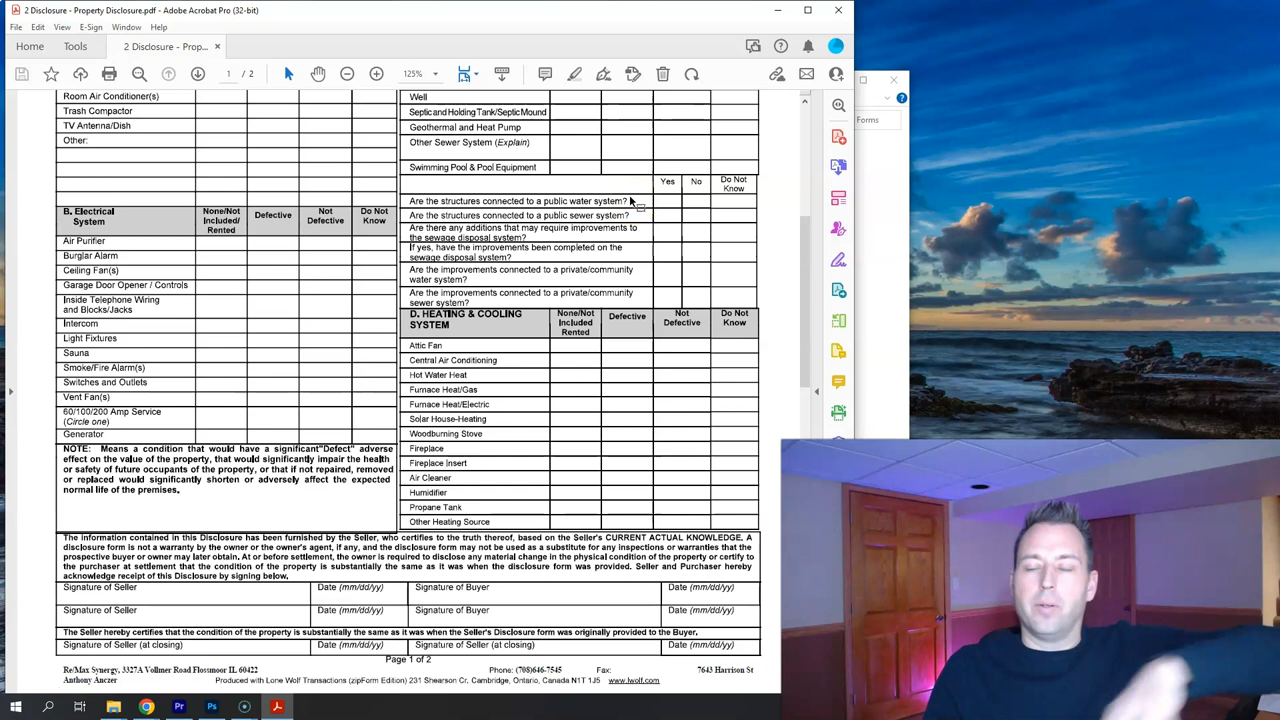 2 Disclosure - Property Disclosure.pdf - Adobe Acrobat Pro (32-bit)
File Edit View E-Sign Window Help
Home Tools 2 Disclosure - Prop... ×
1 / 2 125%
Forms
Room Air Conditioner(s)
Trash Compactor
TV Antenna/Dish
Other:
B. Electrical System None/Not Included/ Rented Defective Not Defective Do Not Know
Air Purifier
Burglar Alarm
Ceiling Fan(s)
Garage Door Opener / Controls
Inside Telephone Wiring
and Blocks/Jacks
Intercom
Light Fixtures
Sauna
Smoke/Fire Alarm(s)
Switches and Outlets
Vent Fan(s)
60/100/200 Amp Service
(Circle one)
Generator
NOTE: Means a condition that would have a significant"Defect" adverse
effect on the value of the property, that would significantly impair the health
or safety of future occupants of the property, or that if not repaired, removed
or replaced would significantly shorten or adversely affect the expected
normal life of the premises.
Well
Septic and Holding Tank/Septic Mound
Geothermal and Heat Pump
Other Sewer System (Explain)
Swimming Pool & Pool Equipment
Yes No Do Not Know
Are the structures connected to a public water system?
Are the structures connected to a public sewer system?
Are there any additions that may require improvements to
the sewage disposal system?
If yes, have the improvements been completed on the
sewage disposal system?
Are the improvements connected to a private/community
water system?
Are the improvements connected to a private/community
sewer system?
D. HEATING & COOLING SYSTEM None/Not Included Rented Defective Not Defective Do Not Know
Attic Fan
Central Air Conditioning
Hot Water Heat
Furnace Heat/Gas
Furnace Heat/Electric
Solar House-Heating
Woodburning Stove
Fireplace
Fireplace Insert
Air Cleaner
Humidifier
Propane Tank
Other Heating Source
The information contained in this Disclosure has been furnished by the Seller, who certifies to the truth thereof, based on the Seller's CURRENT ACTUAL KNOWLEDGE. A
disclosure form is not a warranty by the owner or the owner's agent, if any, and the disclosure form may not be used as a substitute for any inspections or warranties that the
prospective buyer or owner may later obtain. At or before settlement, the owner is required to disclose any material change in the physical condition of the property or certify to
the purchaser at settlement that the condition of the property is substantially the same as it was when the disclosure form was provided. Seller and Purchaser hereby
acknowledge receipt of this Disclosure by signing below.
Signature of Seller Date (mm/dd/yy) Signature of Buyer Date (mm/dd/yy)
Signature of Seller Date (mm/dd/yy) Signature of Buyer Date (mm/dd/yy)
The Seller hereby certifies that the condition of the property is substantially the same as it was when the Seller's Disclosure form was originally provided to the Buyer.
Signature of Seller (at closing) Date (mm/dd/yy) Signature of Seller (at closing) Date (mm/dd/yy)
Page 1 of 2
Re/Max Synergy, 3327A Vollmer Road Flossmoor IL 60422 Phone: (708)646-7545 Fax: 7643 Harrison St
Anthony Anczer Produced with Lone Wolf Transactions (zipForm Edition) 231 Shearson Cr. Cambridge, Ontario, Canada N1T 1J5 www.lwolf.com